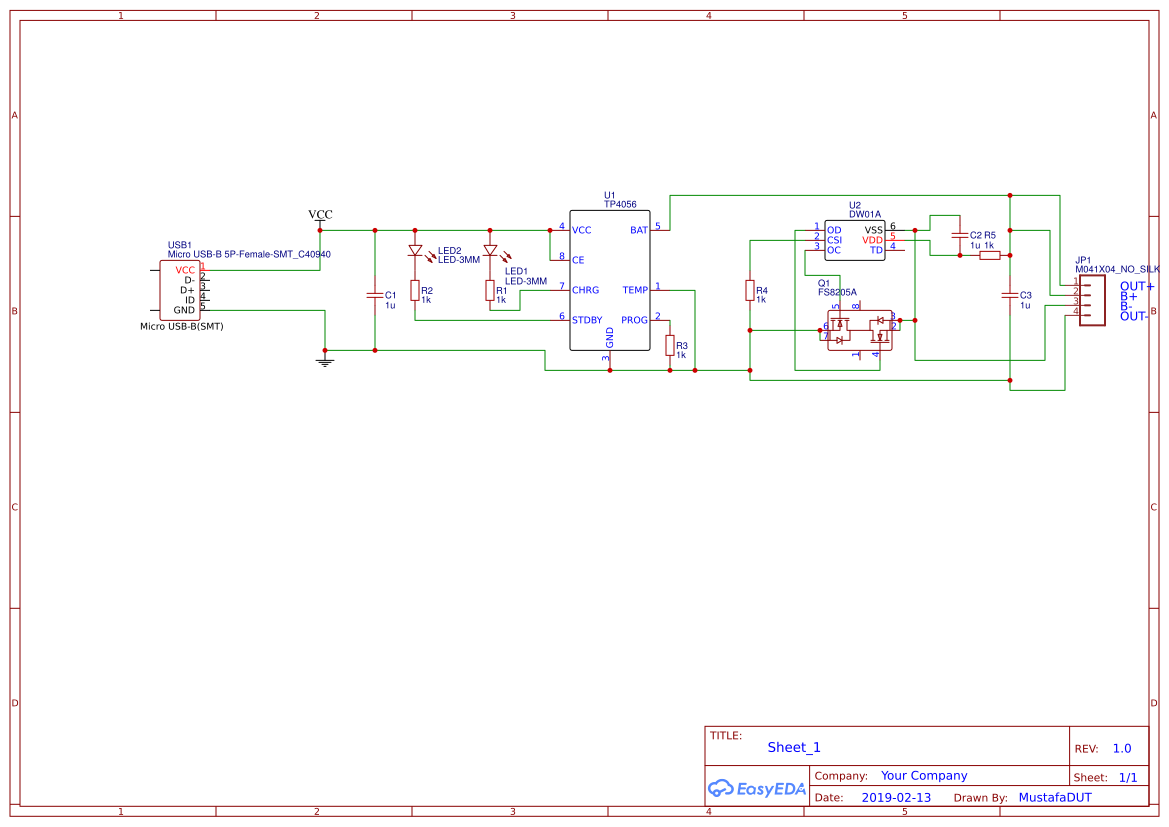 1 2 3 4 5
A A
B B
C C
D D
VCC
USB1
Micro USB-B 5P-Female-SMT_C40940
VCC 1
D- 2
D+ 3
ID 4
GND 5
Micro USB-B(SMT)
C1
1u
LED2
LED-3MM
R2
1k
LED1
LED-3MM
R1
1k
U1
TP4056
4 VCC BAT 5
8 CE
7 CHRG TEMP 1
6 STDBY PROG 2
GND
3
R3
1k
R4
1k
U2
DW01A
1 OD VSS 6
2 CSI VDD 5
3 OC TD 4
Q1
FS8205A
5 8
6 3
7 2
1 4
C2 R5
1u 1k
C3
1u
JP1
M041X04_NO_SILK
1 OUT+
2 B+
3 B-
4 OUT-
TITLE:
Sheet_1
REV: 1.0
EasyEDA
Company: Your Company
Sheet: 1/1
Date: 2019-02-13 Drawn By: MustafaDUT
1 2 3 4 5